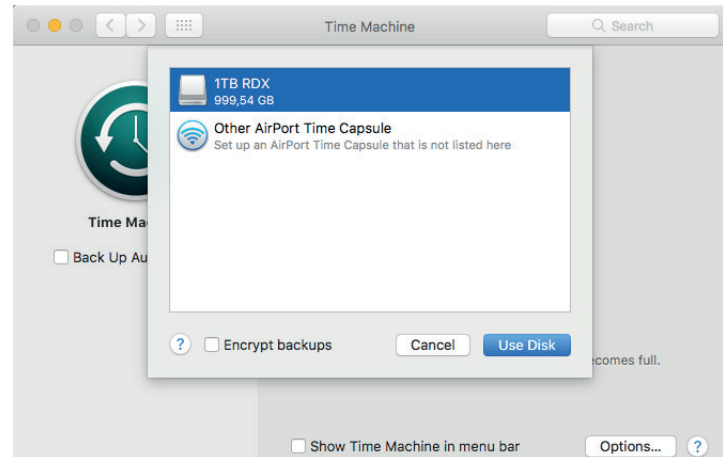 Time Machine
Search
1TB RDX
999,54 GB
Other AirPort Time Capsule
Set up an AirPort Time Capsule that is not listed here
Time Ma
Back Up Au
? Encrypt backups Cancel Use Disk
ecomes full.
Show Time Machine in menu bar Options... ?